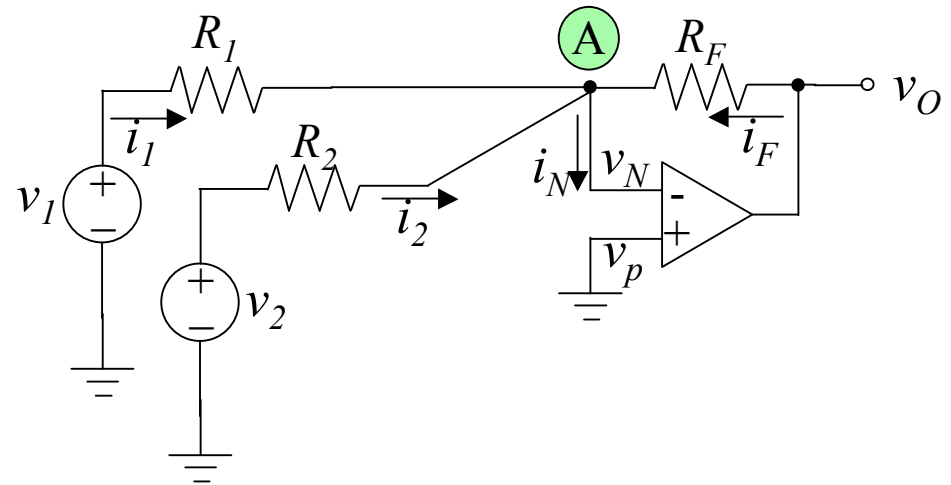 A
R1
RF
vO
i1
R2
iF
iN
vN
v1
+
−
i2
-
+
vp
+
−
v2